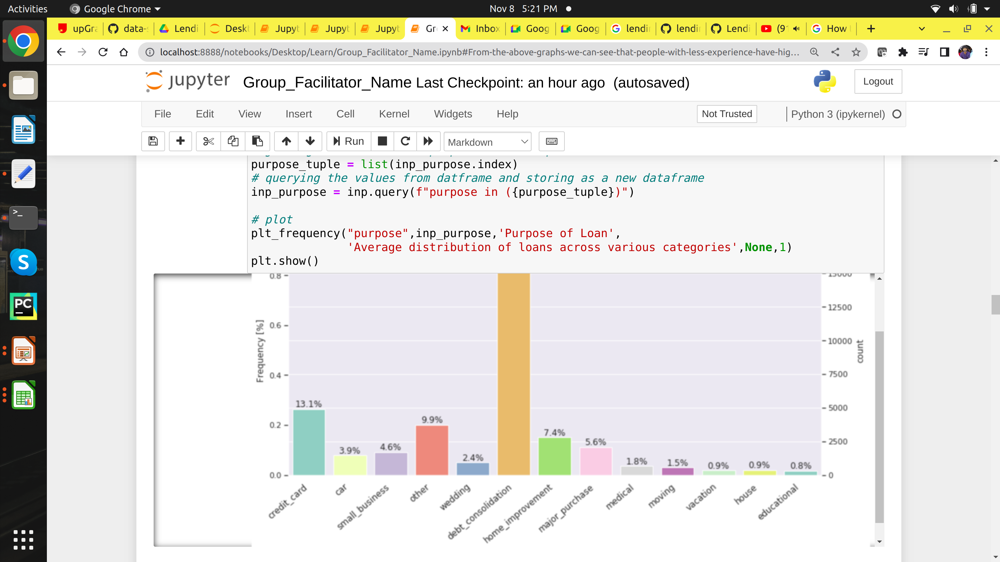 Activities
Google Chrome
Nov 8 5:21 PM
upGra
data-s
Lendi
Deskt
Jupyt
Jupyt
Jupyt
Gr
Inbox
Goog
Goog
lendin
lendin
Lendi
(91
How
localhost:8888/notebooks/Desktop/Learn/Group_Facilitator_Name.ipynb#From-the-above-graphs-we-can-see-that-people-with-less-experience-have-hig...
jupyter
Group_Facilitator_Name Last Checkpoint: an hour ago (autosaved)
Logout
File Edit View Insert Cell Kernel Widgets Help
Not Trusted
Python 3 (ipykernel)
Run
Markdown
purpose_tuple = list(inp_purpose.index)
# querying the values from datframe and storing as a new dataframe
inp_purpose = inp.query(f"purpose in ({purpose_tuple})")
# plot
plt_frequency("purpose",inp_purpose,'Purpose of Loan',
'Average distribution of loans across various categories',None,1)
plt.show()
0.8
0.6
0.4
0.2
0.0
Frequency [%]
13.1%
3.9%
4.6%
9.9%
2.4%
7.4%
5.6%
1.8%
1.5%
0.9%
0.9%
0.8%
15000
12500
10000
7500
5000
2500
0
count
credit_card
car
small_business
other
wedding
debt_consolidation
home_improvement
major_purchase
medical
moving
vacation
house
educational
S
PC
>_